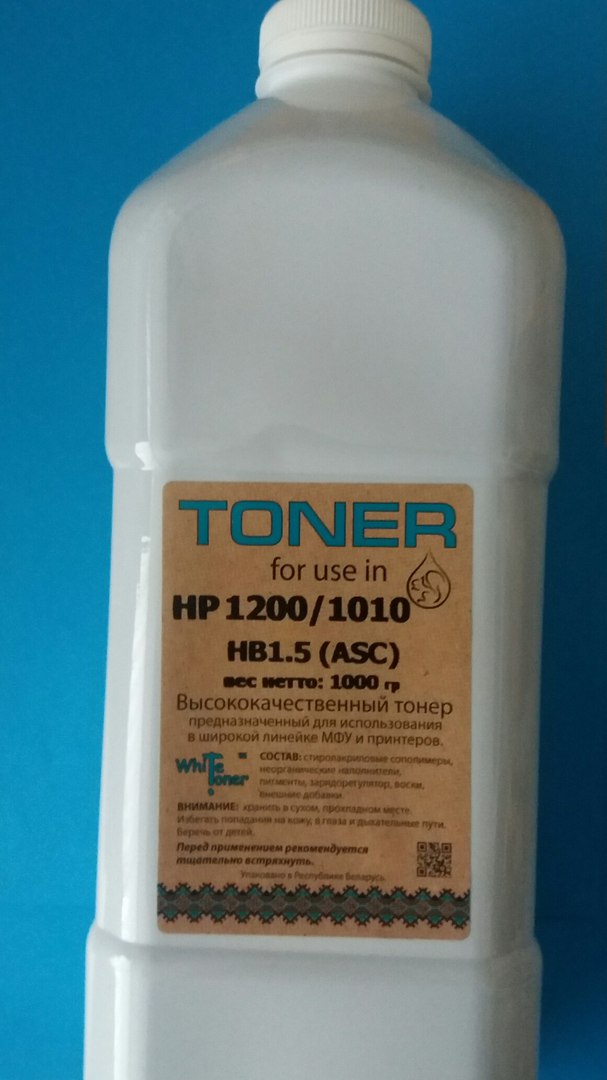 TONER
for use in
HP 1200/1010
HB1.5 (ASC)
вес нетто: 1000 гр
Высококачественный тонер
предназначенный для использования
в широкой линейке МФУ и принтеров.
White Toner
СОСТАВ: стиролакриловые сополимеры,
неорганические наполнители,
пигменты, зарядорегулятор, воски,
внешние добавки.
ВНИМАНИЕ: хранить в сухом, прохладном месте.
Избегать попадания на кожу, в глаза и дыхательные пути.
Беречь от детей.
Перед применением рекомендуется
тщательно встряхнуть.
Упаковано в Республике Беларусь.